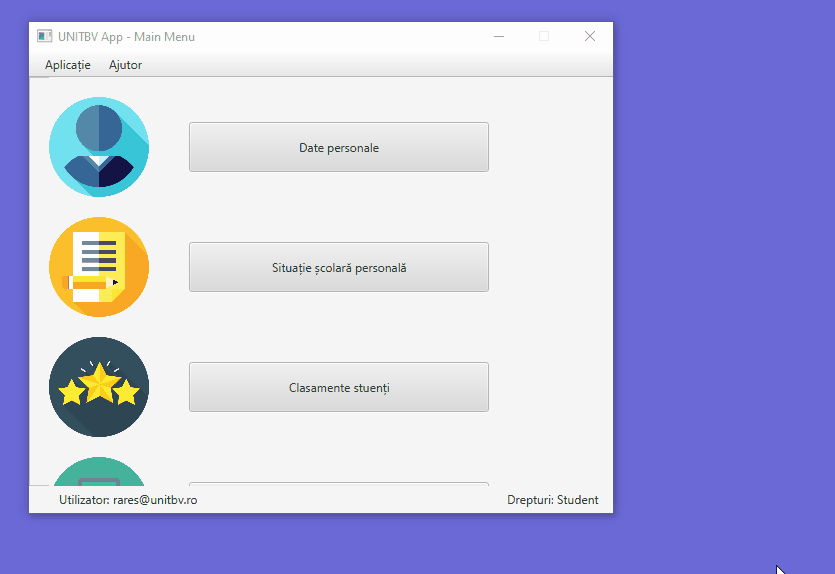 UNITBV App - Main Menu
Aplicație Ajutor
Date personale
Situație școlară personală
Clasamente stuenți
Utilizator: rares@unitbv.ro Drepturi: Student